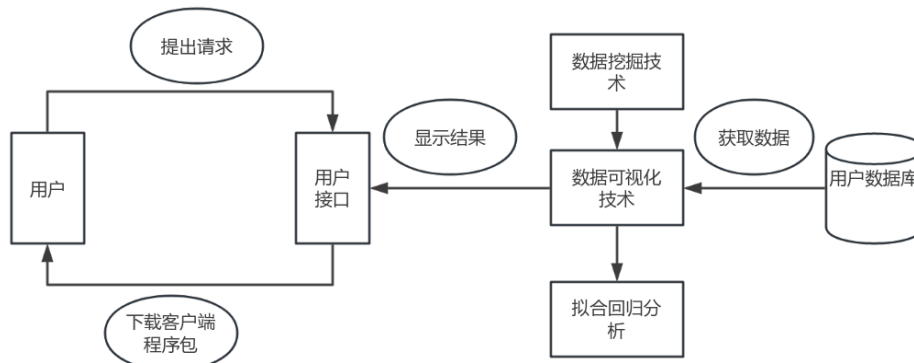 提出请求
数据挖掘技
术
显示结果
获取数据
用户
用户
接口
数据可视化
技术
用户数据库
下载客户端
程序包
拟合回归分
析